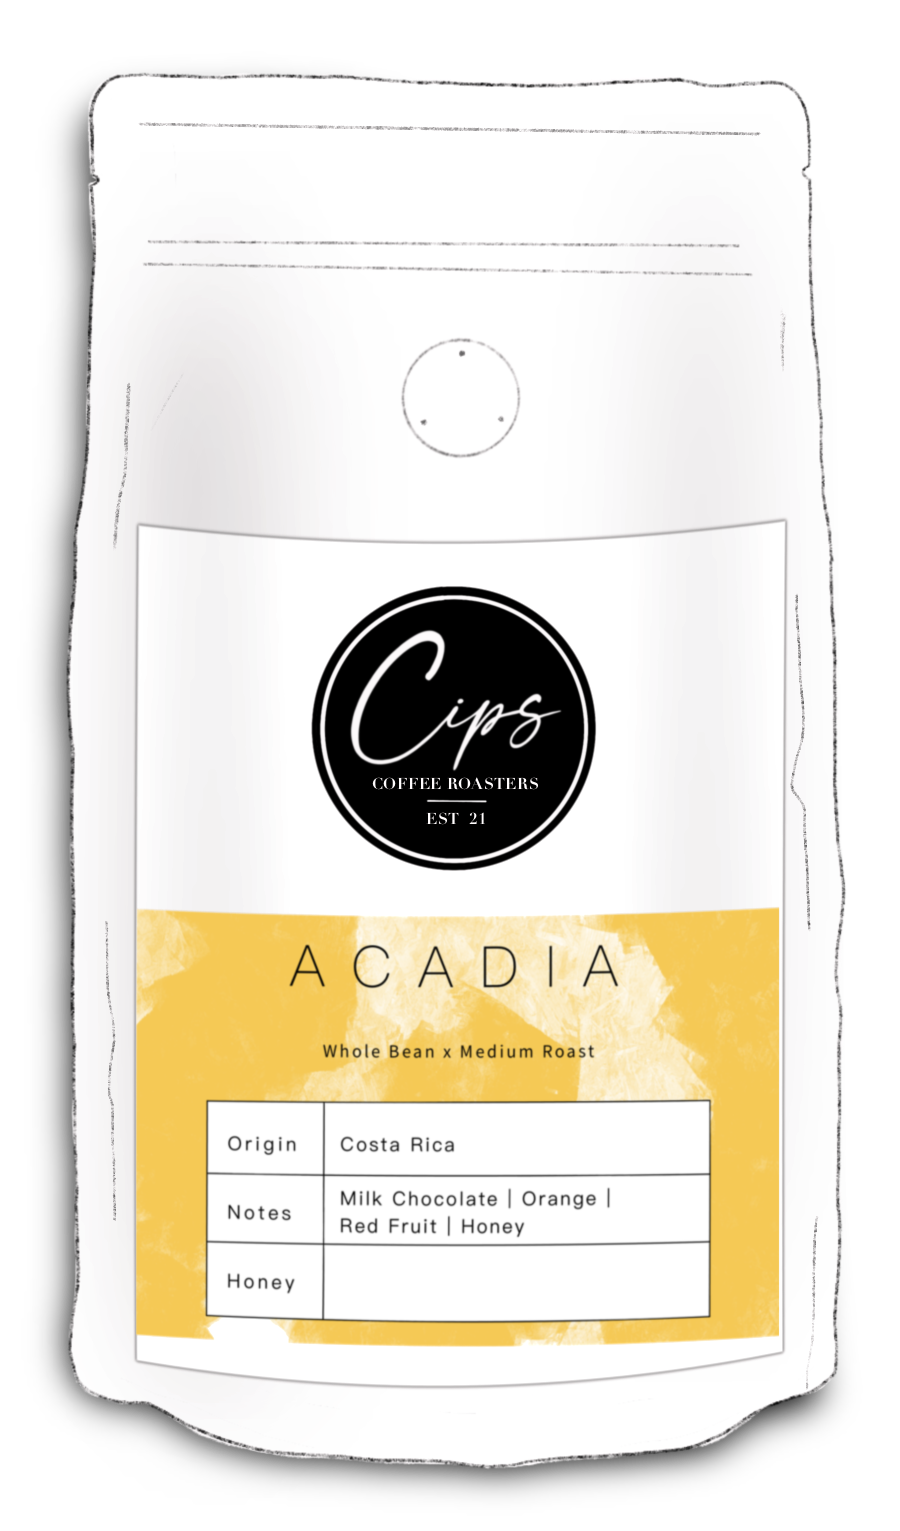 Cips
COFFEE ROASTERS
EST 21
ACADIA
Whole Bean x Medium Roast
Origin
Costa Rica
Notes
Milk Chocolate | Orange |
Red Fruit | Honey
Honey